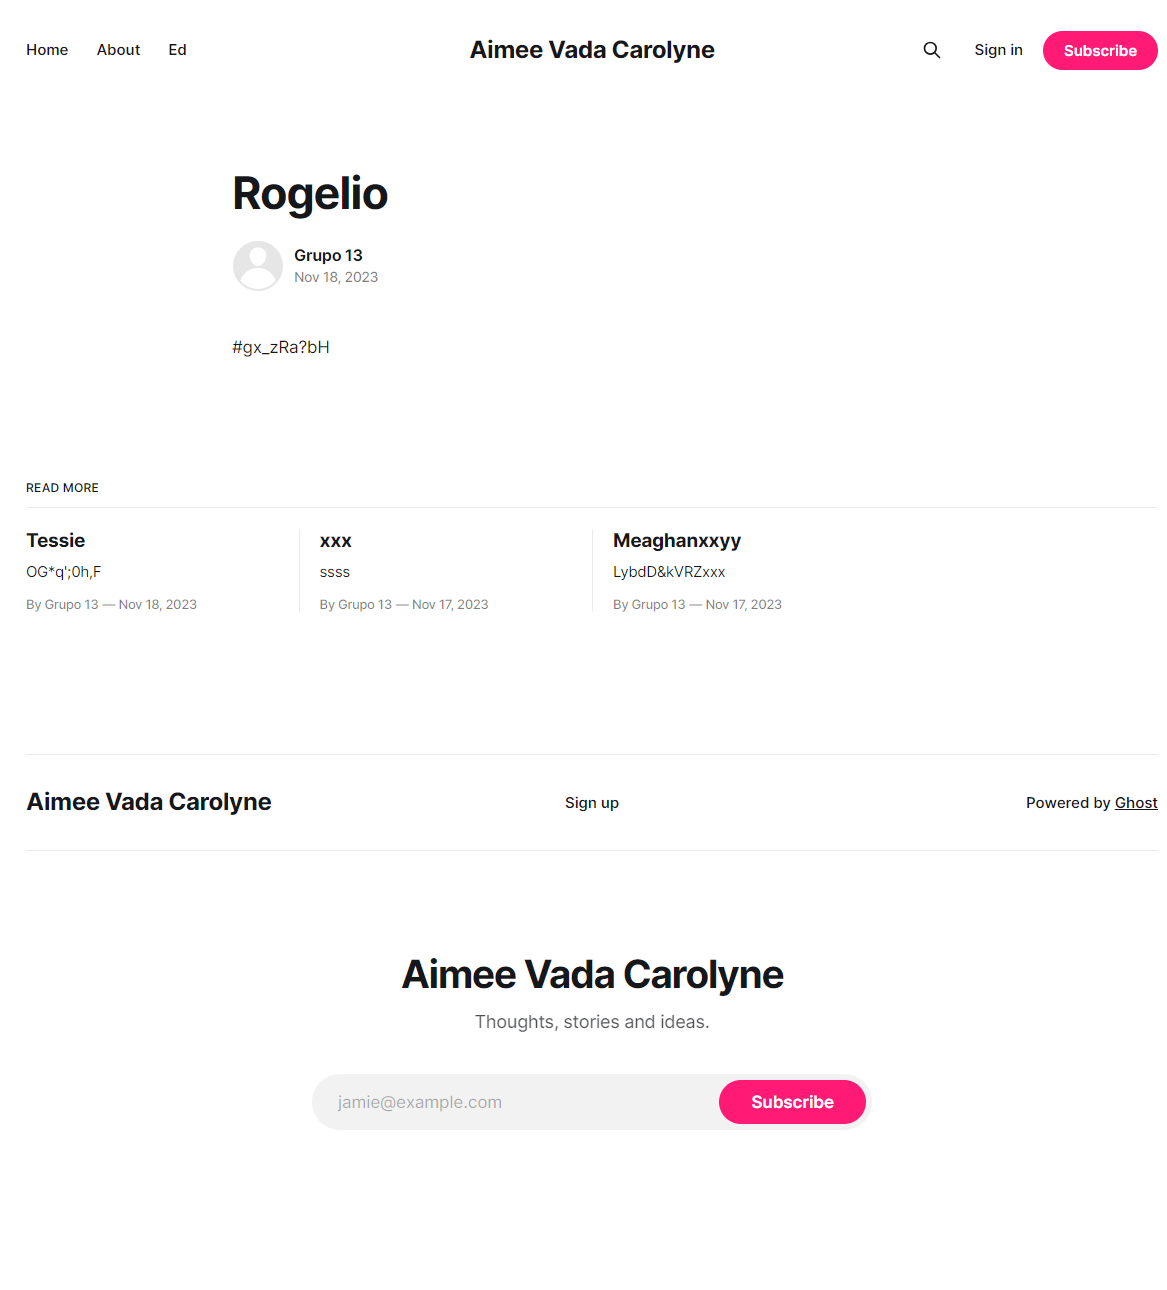 Home About Ed Aimee Vada Carolyne Sign in Subscribe
Rogelio
Grupo 13
Nov 18, 2023
#gx_zRa?bH
READ MORE
Tessie
OG*q';0h,F
By Grupo 13 — Nov 18, 2023
xxx
ssss
By Grupo 13 — Nov 17, 2023
Meaghanxxyy
LybdD&kVRZxxx
By Grupo 13 — Nov 17, 2023
Aimee Vada Carolyne Sign up Powered by Ghost
Aimee Vada Carolyne
Thoughts, stories and ideas.
jamie@example.com Subscribe